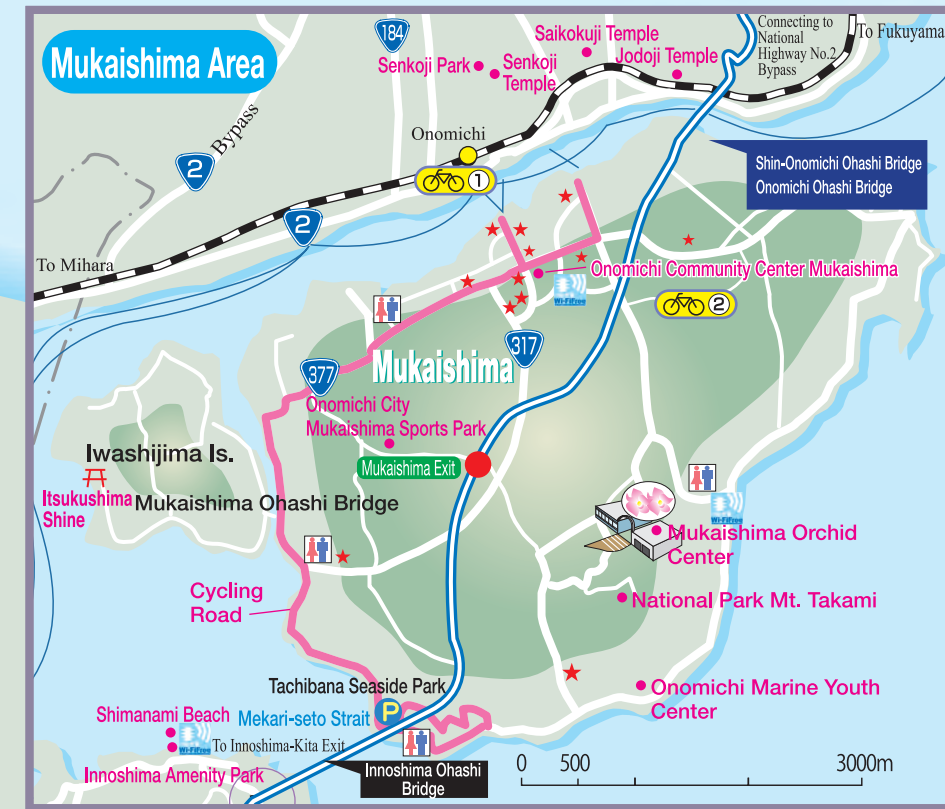 Mukaishima Area
184
Saikokuji Temple
Senkoji Park
Senkoji
Temple
Jodoji Temple
Connecting to
National
Highway No.2
Bypass
To Fukuyama
Bypass
2
Onomichi
1
2
Shin-Onomichi Ohashi Bridge
Onomichi Ohashi Bridge
To Mihara
Onomichi Community Center Mukaishima
Wi-Fi Free
2
317
Mukaishima
377
Onomichi City
Mukaishima Sports Park
Mukaishima Exit
Iwashijima Is.
Itsukushima
Shine
Mukaishima Ohashi Bridge
Wi-Fi Free
Mukaishima Orchid
Center
Cycling
Road
National Park Mt. Takami
Tachibana Seaside Park
P
Onomichi Marine Youth
Center
Shimanami Beach
Mekari-seto Strait
Wi-Fi Free
To Innoshima-Kita Exit
Innoshima Amenity Park
Innoshima Ohashi
Bridge
0 500 3000m